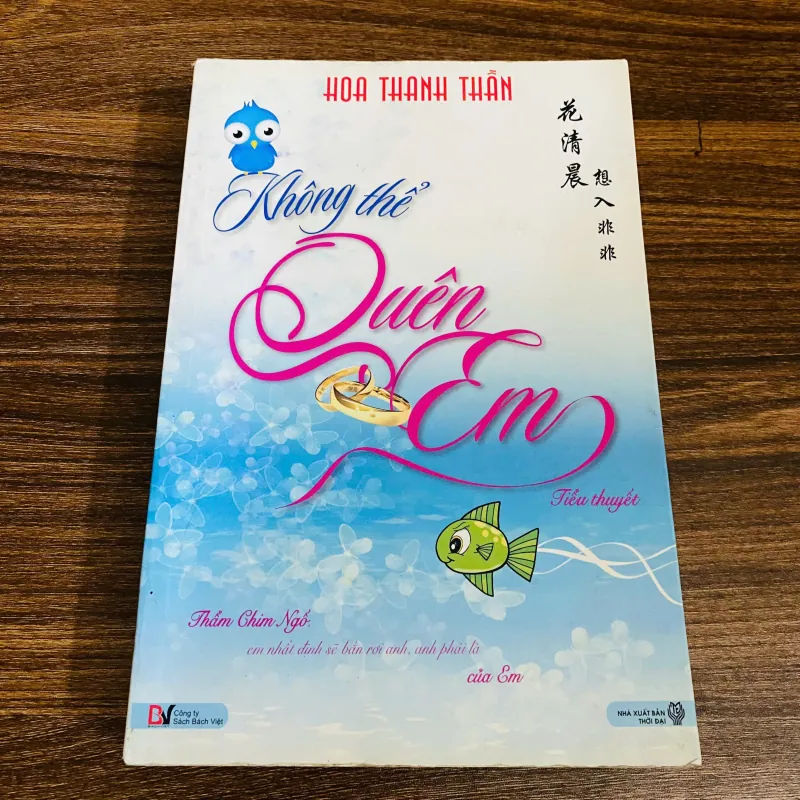 HOA THANH THẦN
花清晨
想入非非
Không thể
Quên
Em
Tiểu thuyết
Thẩm Chim Ngố:
em nhất định sẽ bắn rơi anh, anh phải là
của Em
BV
Công ty
Sách Bách Việt
NHÀ XUẤT BẢN
THỜI ĐẠI